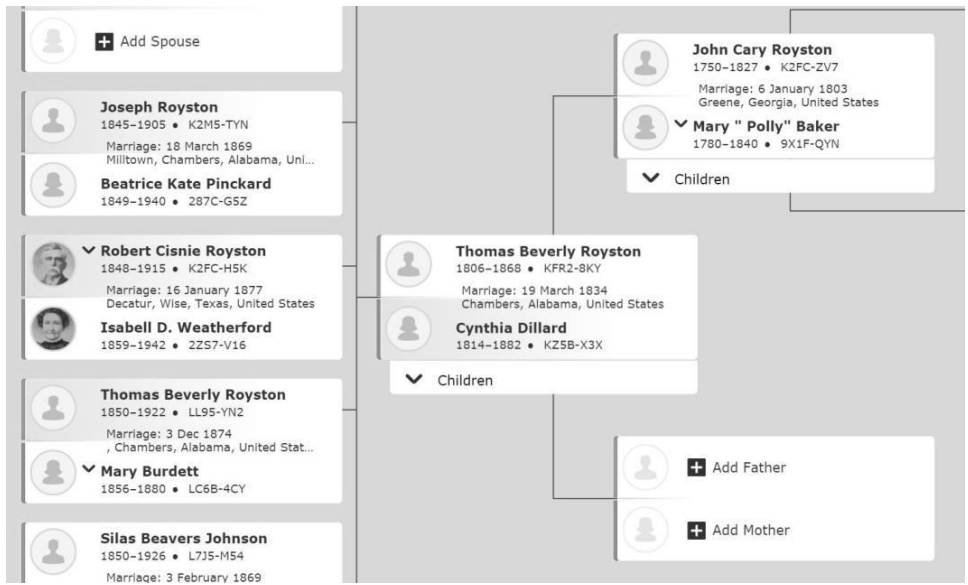 Add Spouse
Joseph Royston
1845–1905 • K2M5-TYN
Marriage: 18 March 1869
Milltown, Chambers, Alabama, Uni...
Beatrice Kate Pinckard
1849–1940 • 287C-G5Z
Robert Cisnie Royston
1848–1915 • K2FC-H5K
Marriage: 16 January 1877
Decatur, Wise, Texas, United States
Isabell D. Weatherford
1859–1942 • 2ZS7-V16
Thomas Beverly Royston
1850–1922 • LL95-YN2
Marriage: 3 Dec 1874
, Chambers, Alabama, United Stat...
Mary Burdett
1856–1880 • LC6B-4CY
Silas Beavers Johnson
1850–1926 • L7J5-M54
Marriage: 3 February 1869
Thomas Beverly Royston
1806–1868 • KFR2-8KY
Marriage: 19 March 1834
Chambers, Alabama, United States
Cynthia Dillard
1814–1882 • KZ5B-X3X
Children
John Cary Royston
1750–1827 • K2FC-ZV7
Marriage: 6 January 1803
Greene, Georgia, United States
Mary " Polly" Baker
1780–1840 • 9X1F-QYN
Children
Add Father
Add Mother